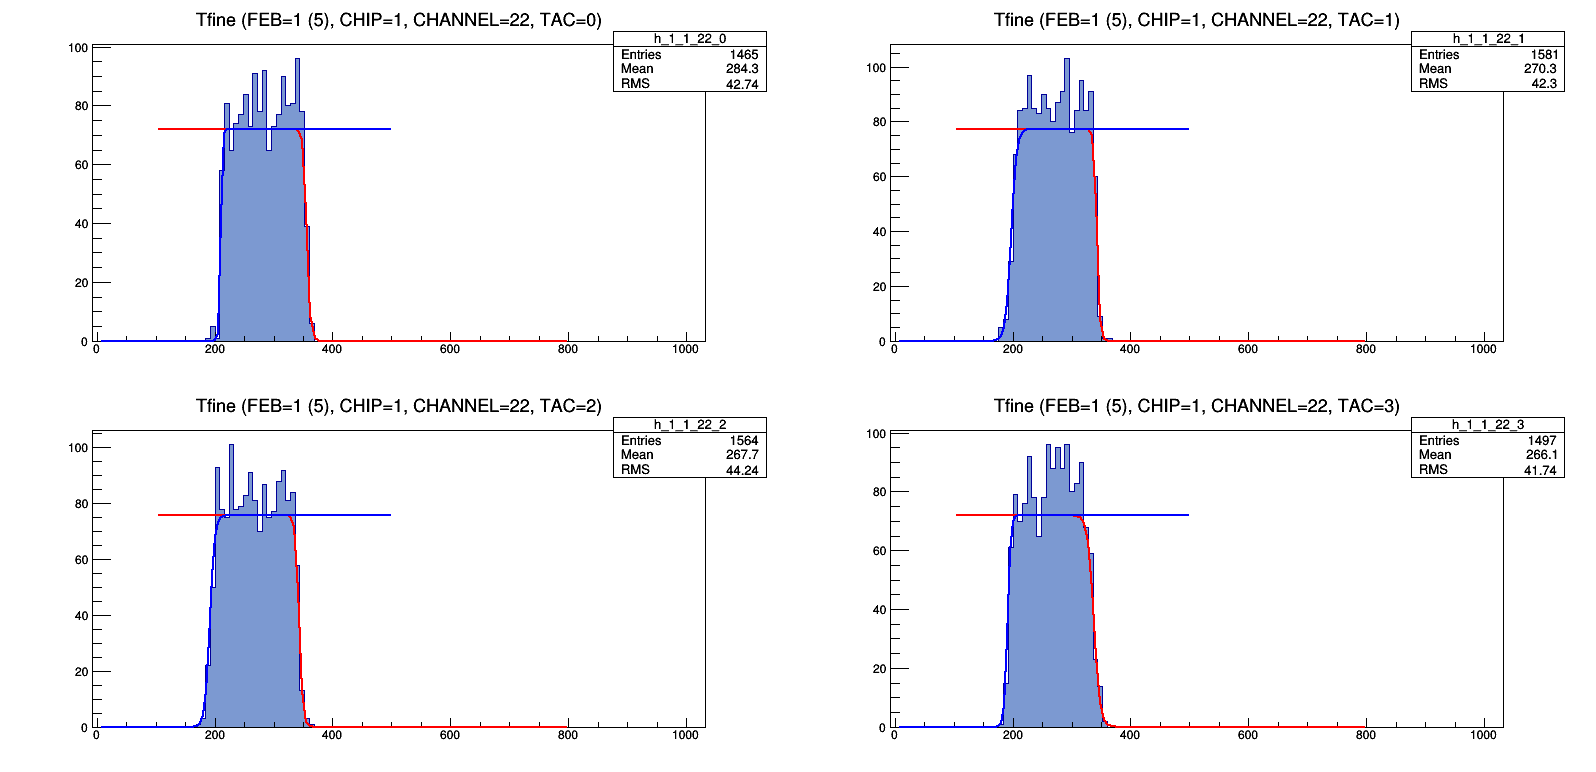 Tfine (FEB=1 (5), CHIP=1, CHANNEL=22, TAC=0)
h_1_1_22_0
Entries 1465
Mean 284.3
RMS 42.74
100
80
60
40
20
0
0 200 400 600 800 1000
Tfine (FEB=1 (5), CHIP=1, CHANNEL=22, TAC=1)
h_1_1_22_1
Entries 1581
Mean 270.3
RMS 42.3
100
80
60
40
20
0
0 200 400 600 800 1000
Tfine (FEB=1 (5), CHIP=1, CHANNEL=22, TAC=2)
h_1_1_22_2
Entries 1564
Mean 267.7
RMS 44.24
100
80
60
40
20
0
0 200 400 600 800 1000
Tfine (FEB=1 (5), CHIP=1, CHANNEL=22, TAC=3)
h_1_1_22_3
Entries 1497
Mean 266.1
RMS 41.74
100
80
60
40
20
0
0 200 400 600 800 1000